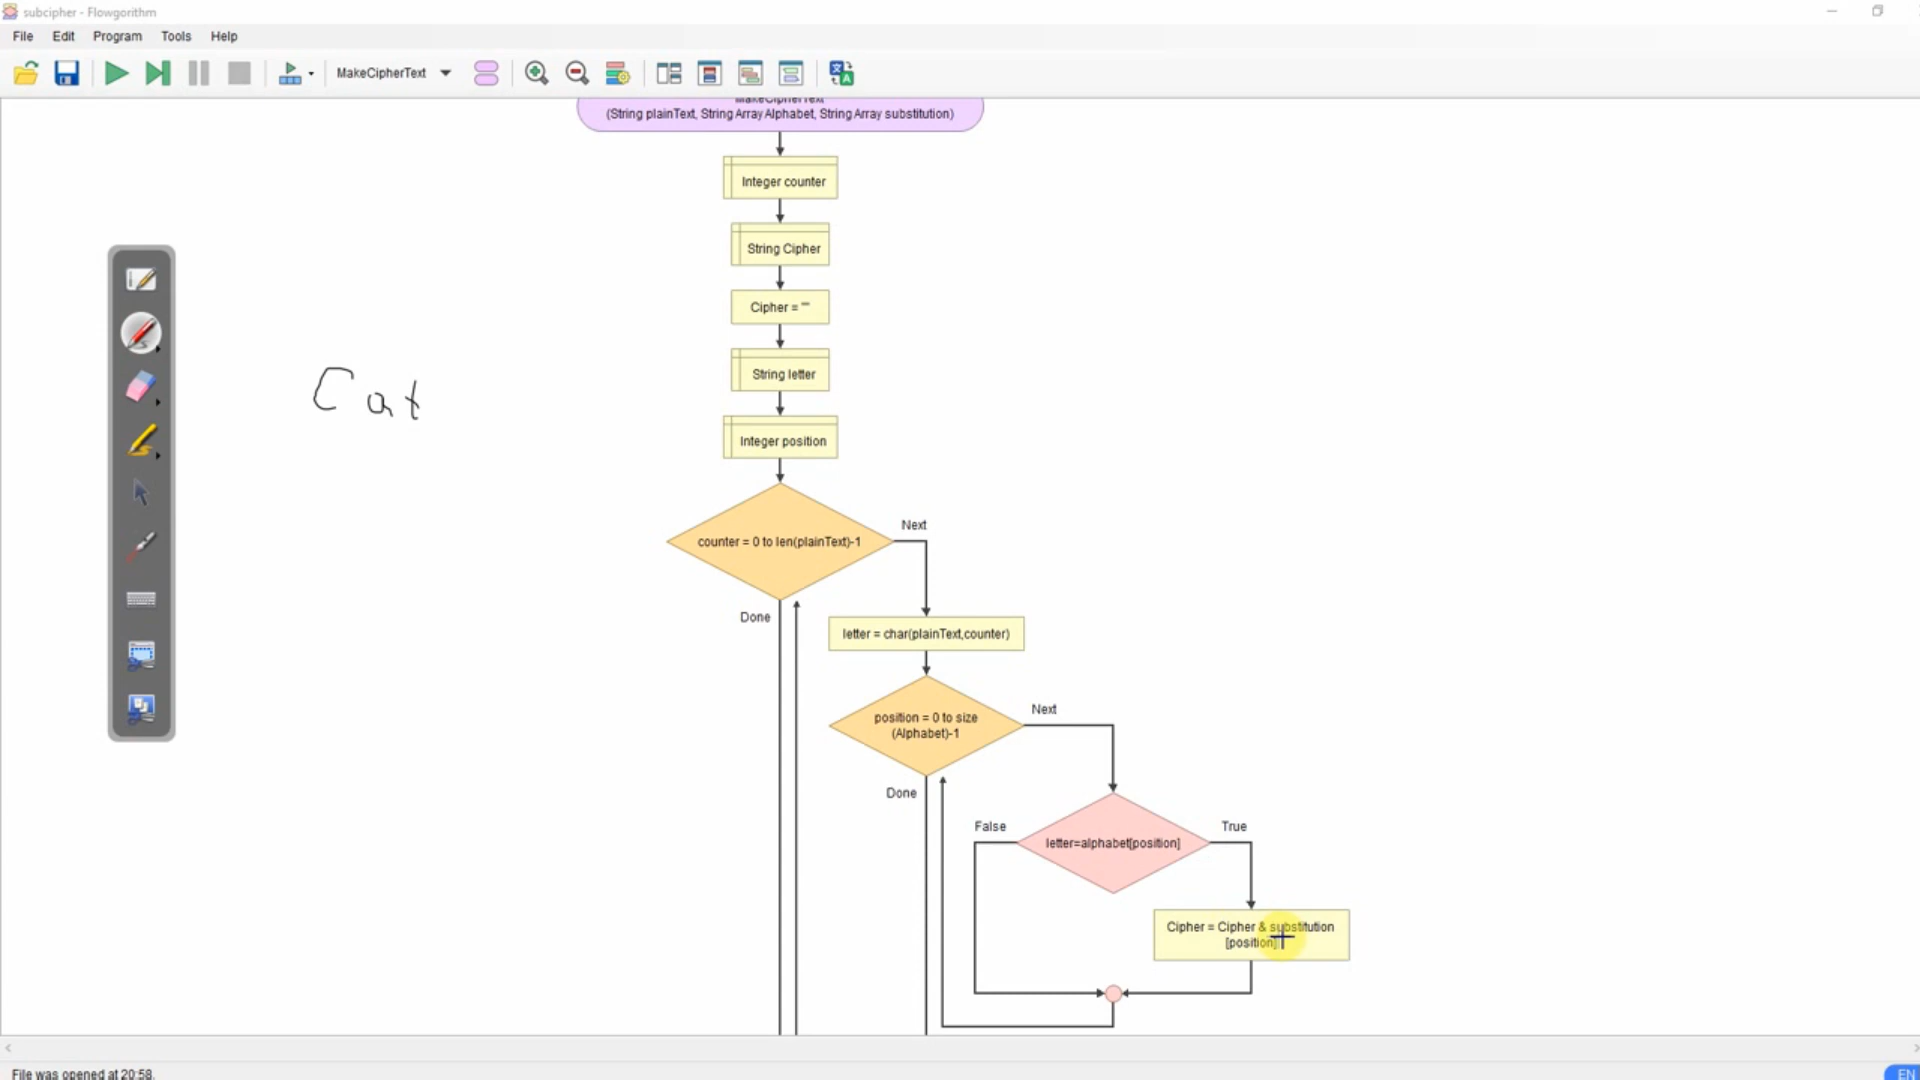 subcipher - Flowgorithm
File Edit Program Tools Help
MakeCipherText
MakeCipherText
(String plainText, String Array Alphabet, String Array substitution)
Integer counter
String Cipher
Cipher = ""
String letter
Cat
Integer position
counter = 0 to len(plainText)-1
Next
Done
letter = char(plainText,counter)
position = 0 to size
(Alphabet)-1
Next
Done
False
letter=alphabet[position]
True
Cipher = Cipher & substitution
[position]
File was opened at 20:58.
EN